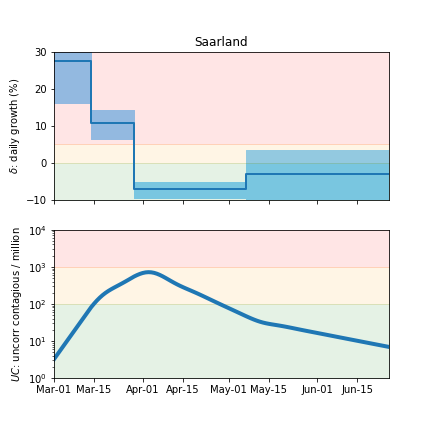 Saarland
δ: daily growth (%)
30
20
10
0
−10
UC: uncorr contagious / million
10⁴
10³
10²
10¹
10⁰
Mar-01 Mar-15 Apr-01 Apr-15 May-01 May-15 Jun-01 Jun-15